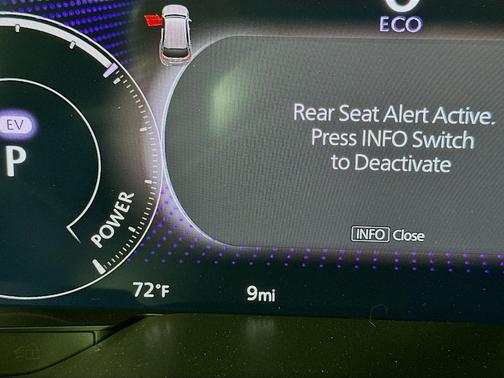 ECO
EV
P
POWER
Rear Seat Alert Active.
Press INFO Switch
to Deactivate
INFO Close
72°F
9mi